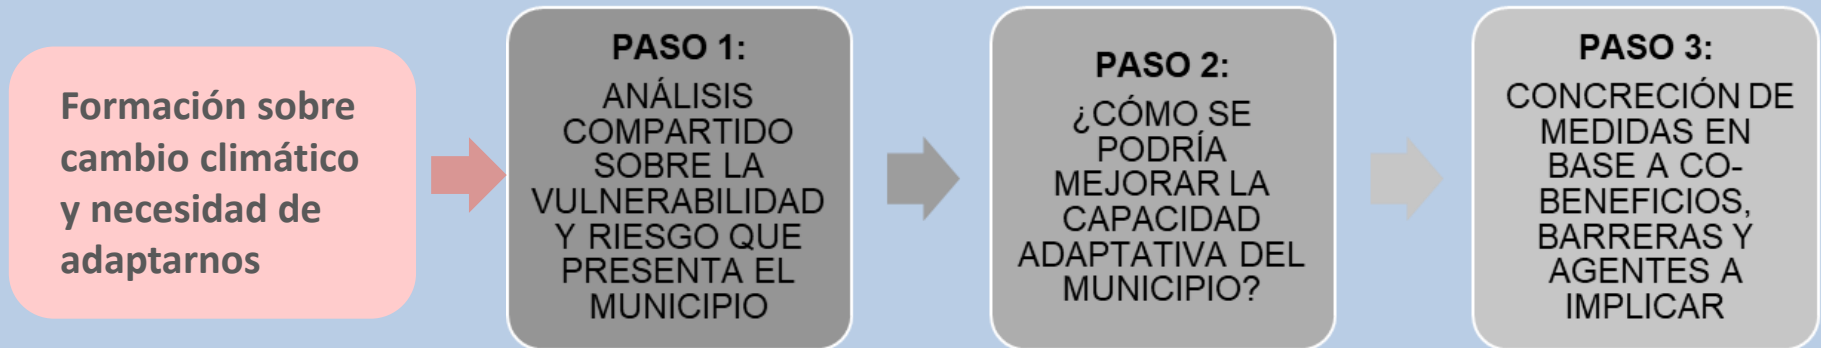 Formación sobre
cambio climático
y necesidad de
adaptarnos
PASO 1:
ANÁLISIS
COMPARTIDO
SOBRE LA
VULNERABILIDAD
Y RIESGO QUE
PRESENTA EL
MUNICIPIO
PASO 2:
¿CÓMO SE
PODRÍA
MEJORAR LA
CAPACIDAD
ADAPTATIVA DEL
MUNICIPIO?
PASO 3:
CONCRECIÓN DE
MEDIDAS EN
BASE A CO-
BENEFICIOS,
BARRERAS Y
AGENTES A
IMPLICAR